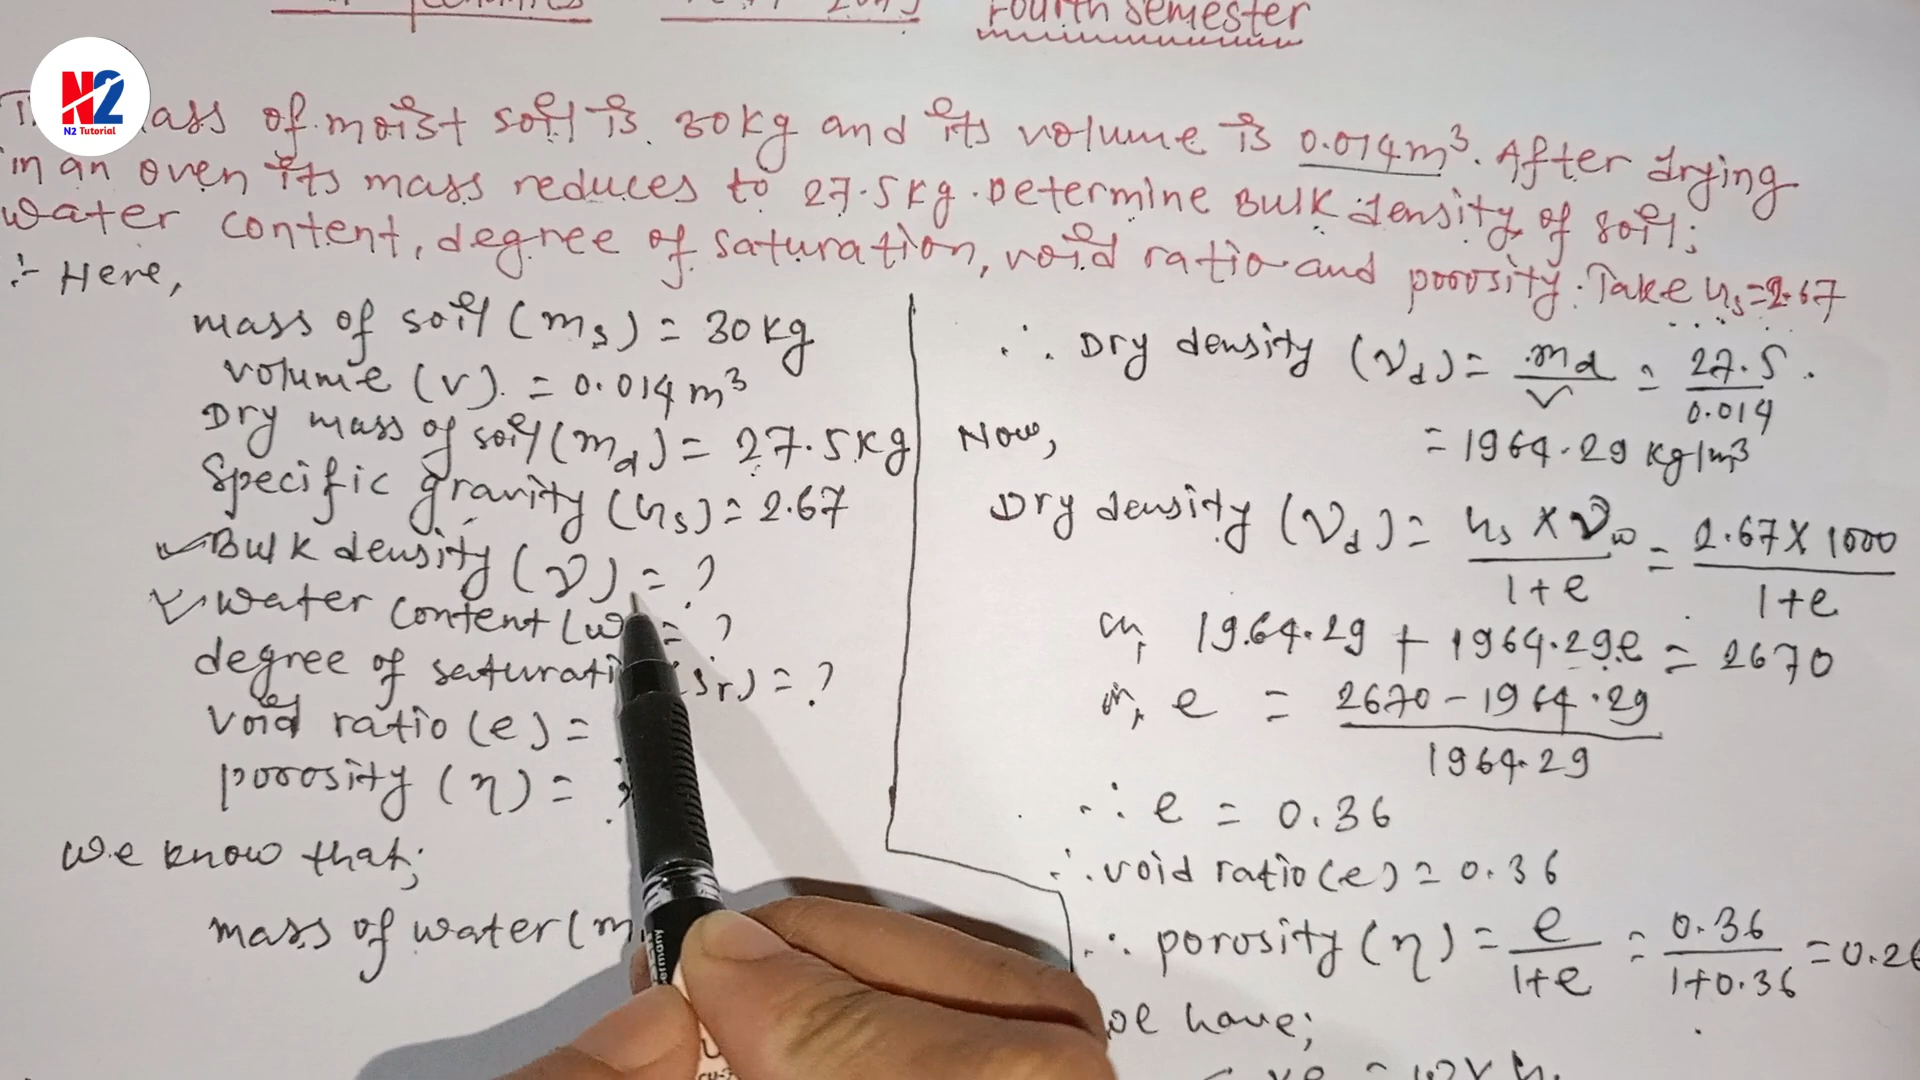 Fourth Semester
N2
N2 Tutorial
mass of moist soil is 30kg and its volume is 0.014m³. After drying
in an oven its mass reduces to 27.5kg. Determine Bulk density of soil;
water content, degree of saturation, void ratio and porosity. Take Gs=2.67
:- Here,
mass of soil (ms) = 30kg
volume (v) = 0.014 m³
Dry mass of soil (md) = 27.5kg
Specific gravity (Gs) = 2.67
Bulk density (γ) = ?
water content (w = ?
degree of saturati (Sr) = ?
void ratio (e) =
porosity (η) = ?
we know that;
mass of water (m
∴ Dry density (γd) = md/v = 27.5/0.014
= 1964.29 kg/m³
Now,
Dry density (γd) = Gs × γw/1+e = 2.67 × 1000/1+e
or, 1964.29 + 1964.29e = 2670
or, e = 2670 - 1964.29/1964.29
∴ e = 0.36
∴ void ratio (e) = 0.36
∴ porosity (η) = e/1+e = 0.36/1+0.36 = 0.26
we have;